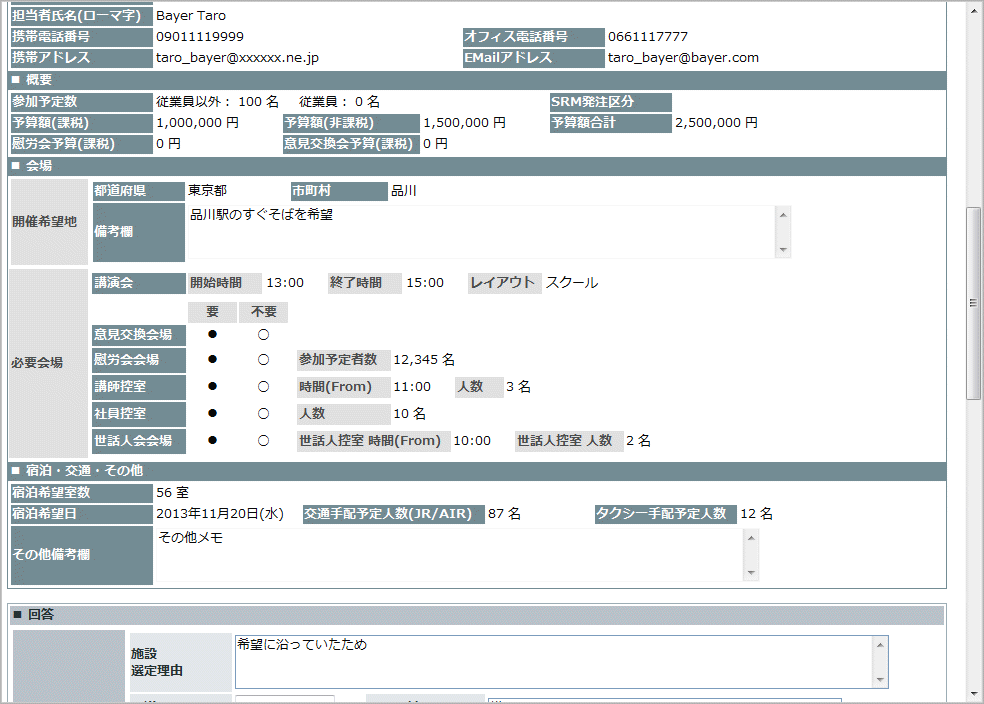 担当者氏名(ローマ字) Bayer Taro
携帯電話番号 09011119999 オフィス電話番号 0661117777
携帯アドレス taro_bayer@xxxxxx.ne.jp EMailアドレス taro_bayer@bayer.com
■ 概要
参加予定数 従業員以外： 100 名 従業員： 0 名 SRM発注区分
予算額(課税) 1,000,000 円 予算額(非課税) 1,500,000 円 予算額合計 2,500,000 円
慰労会予算(課税) 0 円 意見交換会予算(課税) 0 円
■ 会場
開催希望地 都道府県 東京都 市町村 品川
備考欄 品川駅のすぐそばを希望
必要会場 講演会 開始時間 13:00 終了時間 15:00 レイアウト スクール
要 不要
意見交換会場 ● ○
慰労会会場 ● ○ 参加予定者数 12,345 名
講師控室 ● ○ 時間(From) 11:00 人数 3 名
社員控室 ● ○ 人数 10 名
世話人会会場 ● ○ 世話人控室 時間(From) 10:00 世話人控室 人数 2 名
■ 宿泊・交通・その他
宿泊希望室数 56 室
宿泊希望日 2013年11月20日(水) 交通手配予定人数(JR/AIR) 87 名 タクシー手配予定人数 12 名
その他備考欄 その他メモ
■ 回答
施設
選定理由 希望に沿っていたため